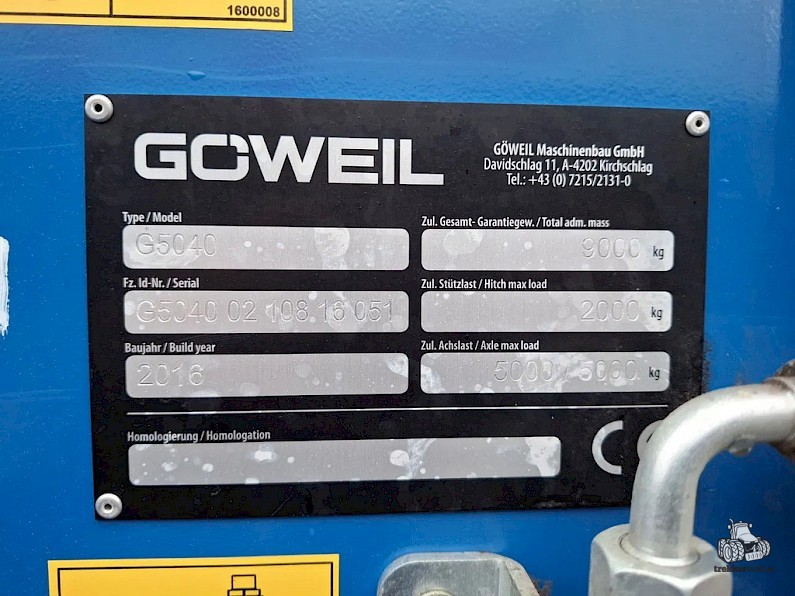 1600008
GÖWEIL
GÖWEIL Maschinenbau GmbH
Davidschlag 11, A-4202 Kirchschlag
Tel.: +43 (0) 7215/2131-0
Type / Model
G5040
Zul. Gesamt- Garantiegew. / Total adm. mass
9000 kg
Fz. Id-Nr. / Serial
G5040 02 108 16 051
Zul. Stützlast / Hitch max load
2000 kg
Baujahr / Build year
2016
Zul. Achslast / Axle max load
5000 / 5000 kg
Homologierung / Homologation
C